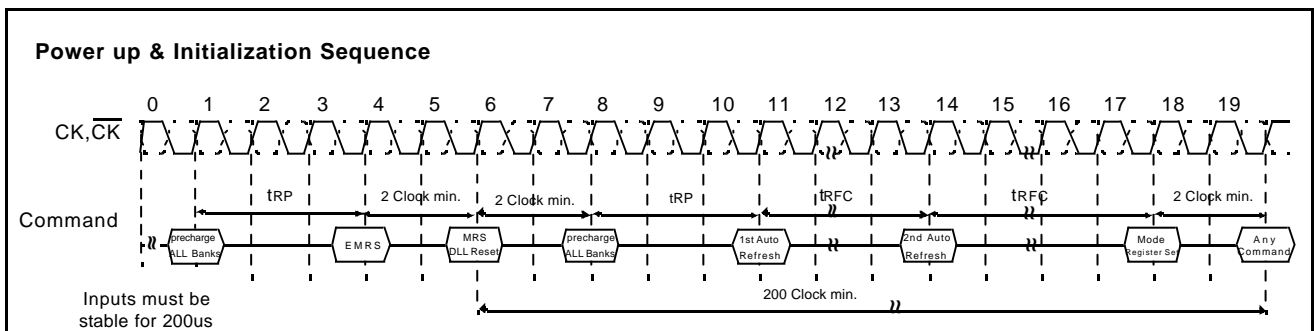 Power up & Initialization Sequence
0 1 2 3 4 5 6 7 8 9 10 11 12 13 14 15 16 17 18 19
CK,CK
tRP 2 Clock min. 2 Clock min. tRP tRFC tRFC 2 Clock min.
Command
precharge
ALL Banks
EMRS
MRS
DLL Reset
precharge
ALL Banks
1st Auto
Refresh
2nd Auto
Refresh
Mode
Register Se
Any
Command
200 Clock min.
Inputs must be
stable for 200us